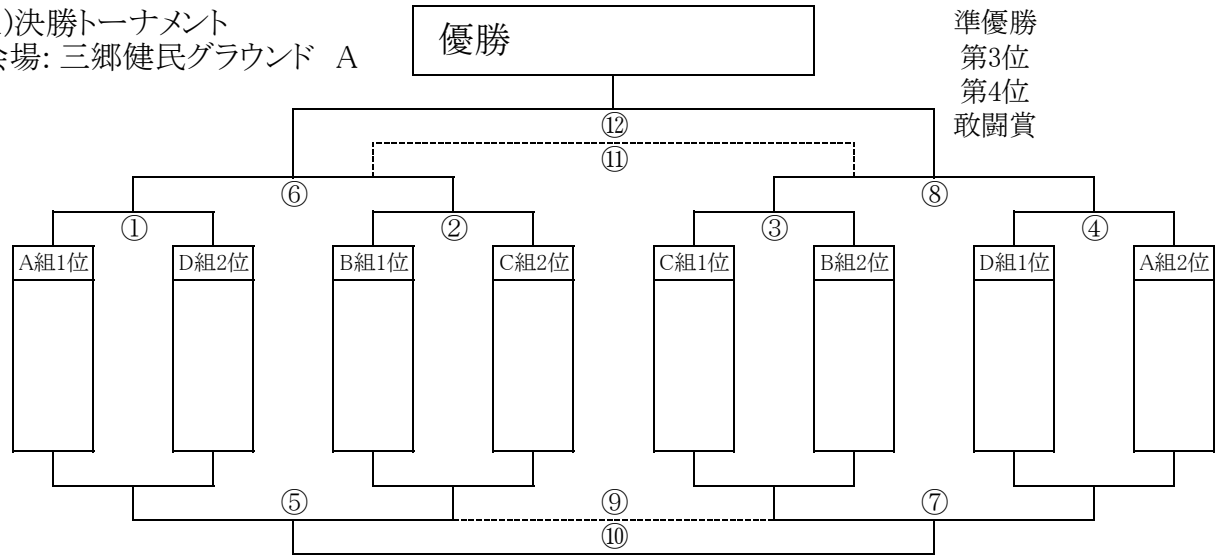 )決勝トーナメント
会場: 三郷健民グラウンド A
優勝
準優勝
第3位
第4位
敢闘賞
⑫
⑪
⑥
⑧
①
②
③
④
A組1位
D組2位
B組1位
C組2位
C組1位
B組2位
D組1位
A組2位
⑤
⑨
⑦
⑩